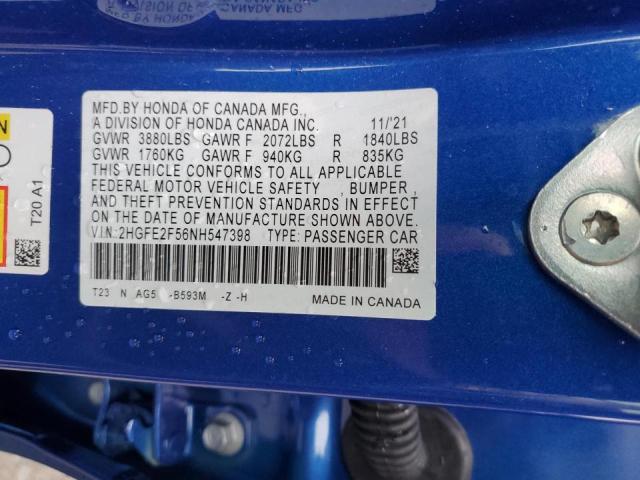 MFD.BY HONDA OF CANADA MFG.,
A DIVISION OF HONDA CANADA INC. 11/'21
GVWR 3880LBS GAWR F 2072LBS R 1840LBS
GVWR 1760KG GAWR F 940KG R 835KG
THIS VEHICLE CONFORMS TO ALL APPLICABLE
FEDERAL MOTOR VEHICLE SAFETY , BUMPER ,
AND THEFT PREVENTION STANDARDS IN EFFECT
ON THE DATE OF MANUFACTURE SHOWN ABOVE.
V.I.N.:2HGFE2F56NH547398 TYPE: PASSENGER CAR
T23 N AG5 -B593M -Z -H
MADE IN CANADA
T20 A1